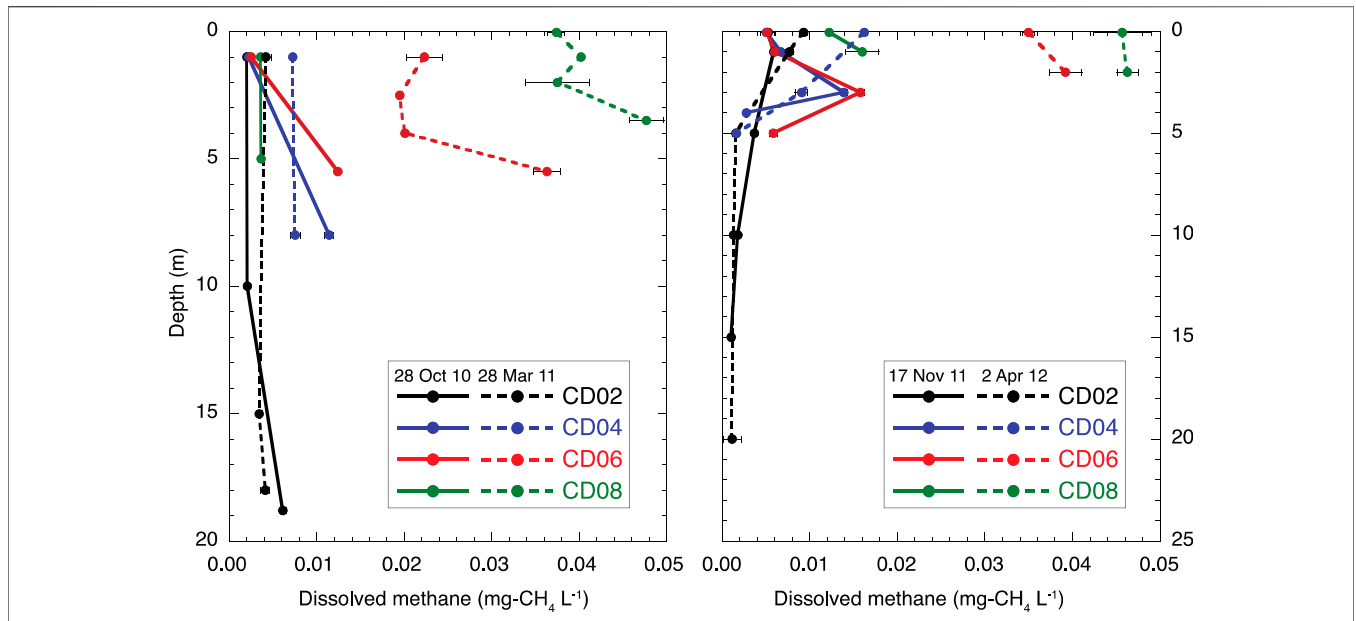 0
5
10
15
20
Depth (m)
0.00 0.01 0.02 0.03 0.04 0.05
Dissolved methane (mg-CH₄ L⁻¹)
28 Oct 10 28 Mar 11
CD02
CD04
CD06
CD08
0
5
10
15
20
25
0.00 0.01 0.02 0.03 0.04 0.05
Dissolved methane (mg-CH₄ L⁻¹)
17 Nov 11 2 Apr 12
CD02
CD04
CD06
CD08